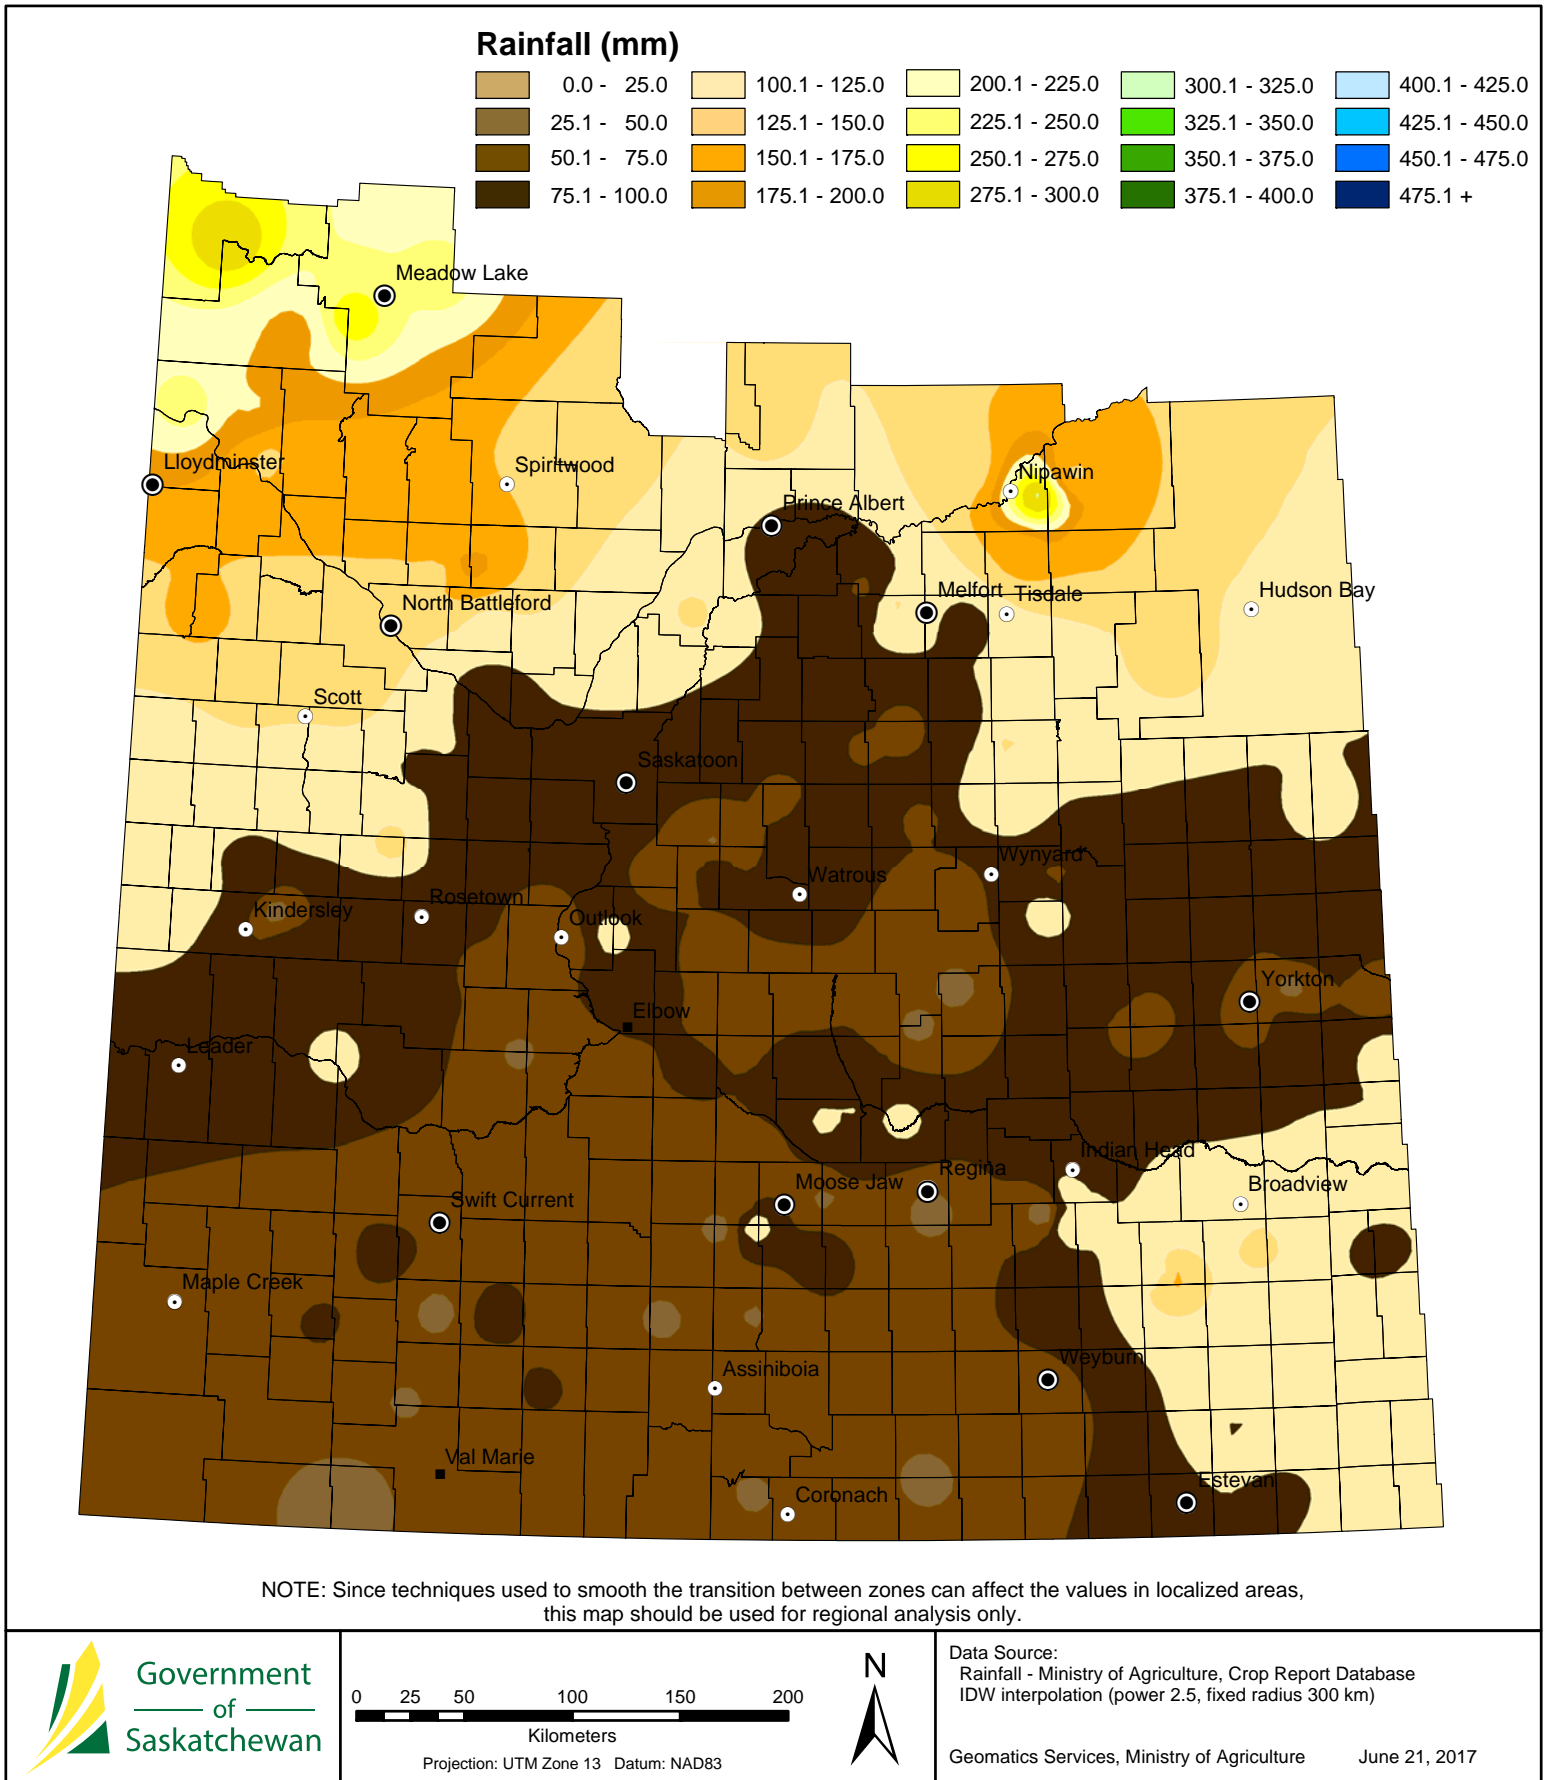 Rainfall (mm)
0.0 - 25.0
25.1 - 50.0
50.1 - 75.0
75.1 - 100.0
100.1 - 125.0
125.1 - 150.0
150.1 - 175.0
175.1 - 200.0
200.1 - 225.0
225.1 - 250.0
250.1 - 275.0
275.1 - 300.0
300.1 - 325.0
325.1 - 350.0
350.1 - 375.0
375.1 - 400.0
400.1 - 425.0
425.1 - 450.0
450.1 - 475.0
475.1 +
Meadow Lake
Lloydminster
Spiritwood
Nipawin
Prince Albert
North Battleford
Melfort
Tisdale
Hudson Bay
Scott
Saskatoon
Watrous
Wynyard
Kindersley
Rosetown
Outlook
Yorkton
Elbow
Leader
Indian Head
Moose Jaw
Regina
Broadview
Swift Current
Maple Creek
Assiniboia
Weyburn
Val Marie
Coronach
Estevan
NOTE: Since techniques used to smooth the transition between zones can affect the values in localized areas,
this map should be used for regional analysis only.
Government
of
Saskatchewan
0 25 50 100 150 200
Kilometers
Projection: UTM Zone 13 Datum: NAD83
N
Data Source:
Rainfall - Ministry of Agriculture, Crop Report Database
IDW interpolation (power 2.5, fixed radius 300 km)
Geomatics Services, Ministry of Agriculture June 21, 2017